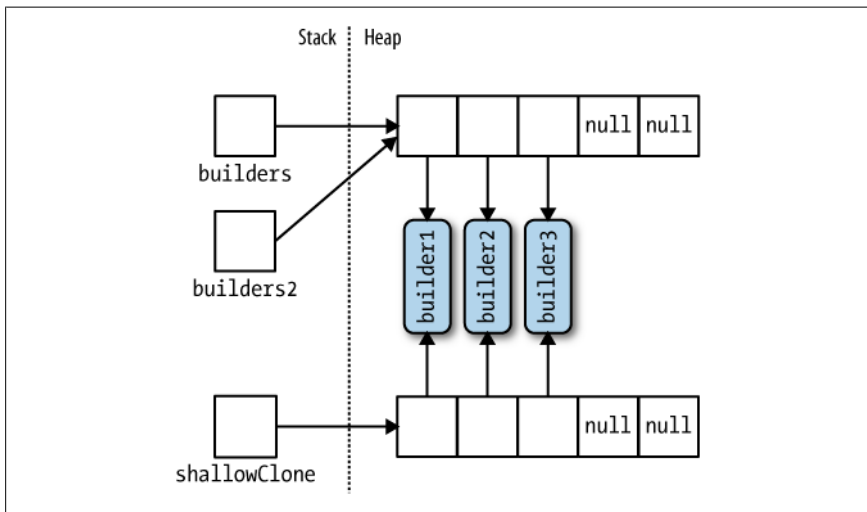 Stack Heap
null null
builders
builders2
builder1 builder2 builder3
null null
shallowClone